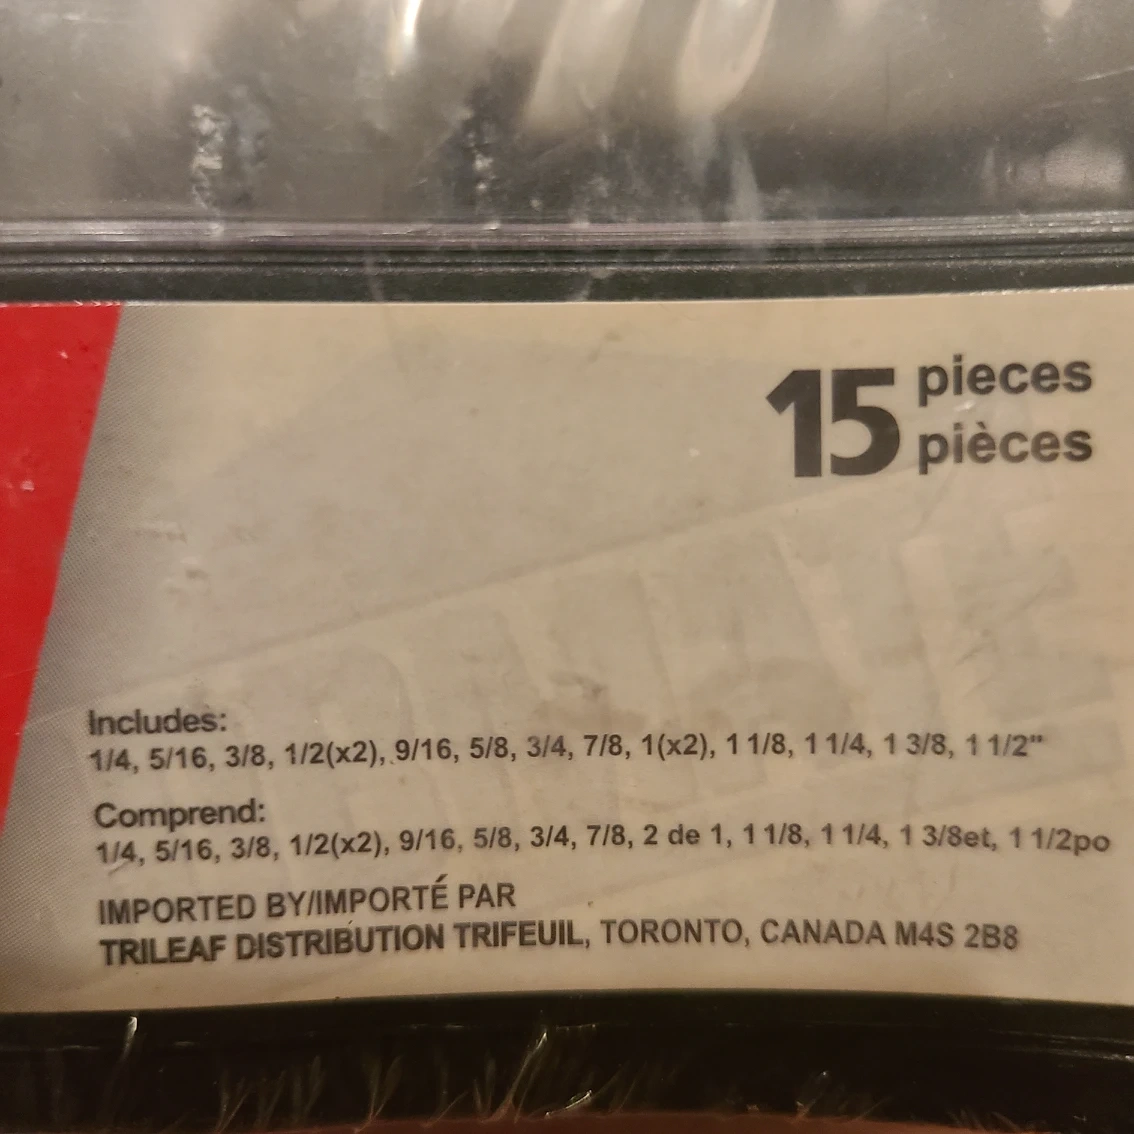 15 pieces
pièces
Includes:
1/4, 5/16, 3/8, 1/2(x2), 9/16, 5/8, 3/4, 7/8, 1(x2), 1 1/8, 1 1/4, 1 3/8, 1 1/2"
Comprend:
1/4, 5/16, 3/8, 1/2(x2), 9/16, 5/8, 3/4, 7/8, 2 de 1, 1 1/8, 1 1/4, 1 3/8et, 1 1/2po
IMPORTED BY/IMPORTÉ PAR
TRILEAF DISTRIBUTION TRIFEUIL, TORONTO, CANADA M4S 2B8